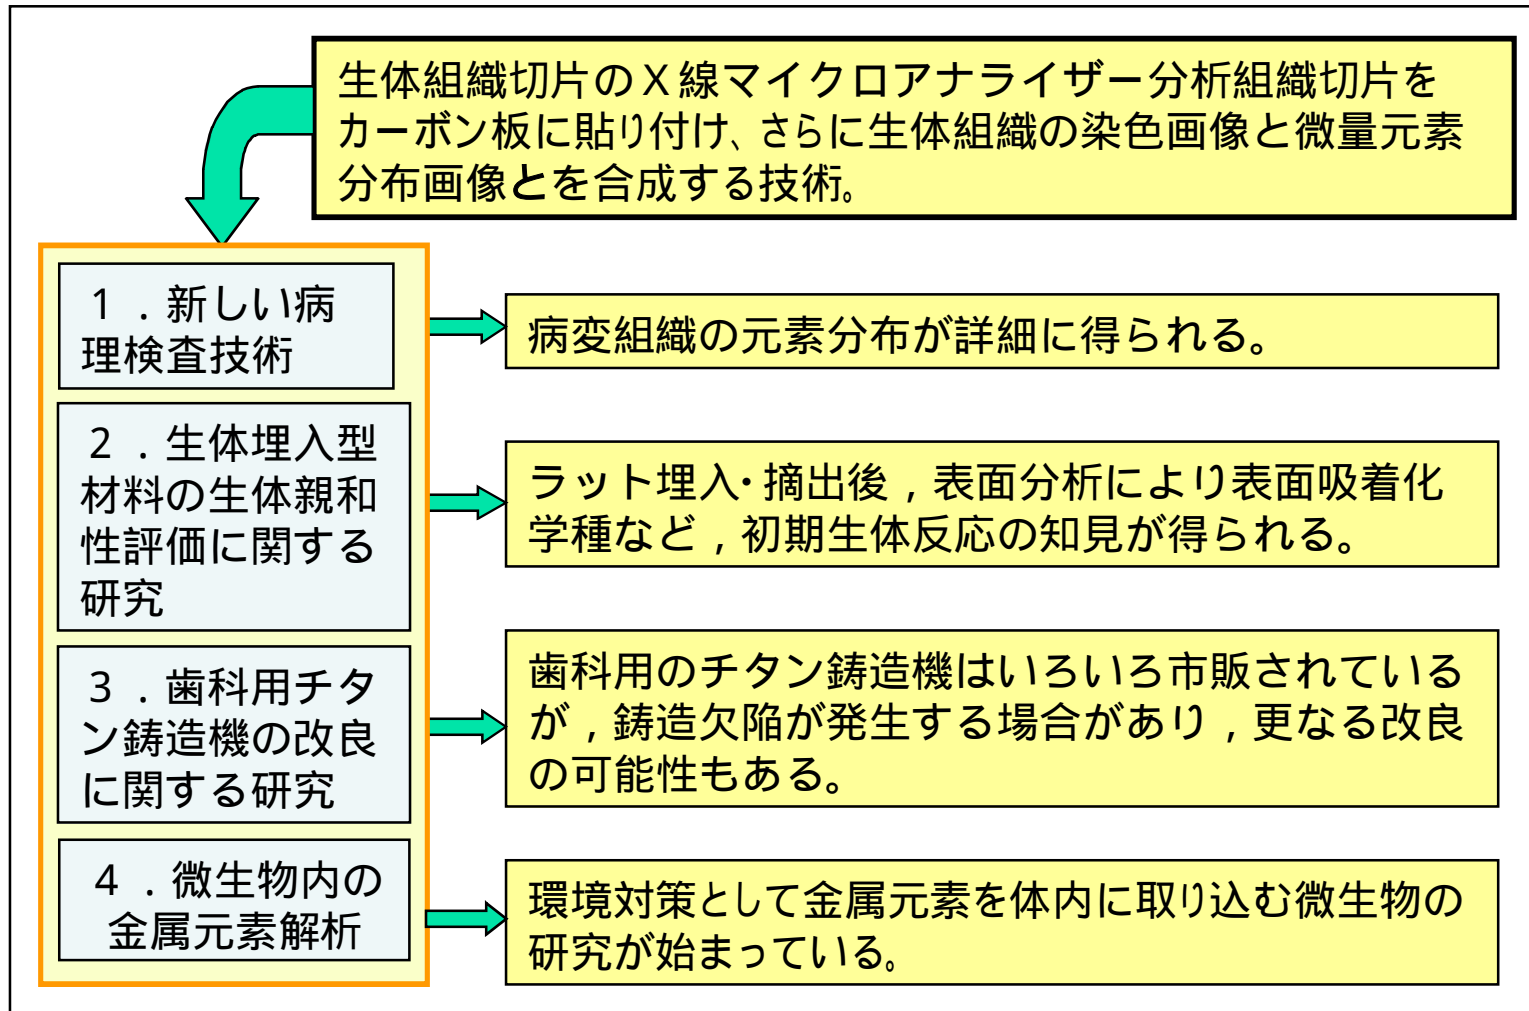 生体組織切片のX線マイクロアナライザー分析組織切片を
カーボン板に貼り付け、さらに生体組織の染色画像と微量元素
分布画像とを合成する技術。
1．新しい病
理検査技術
病変組織の元素分布が詳細に得られる。
2．生体埋入型
材料の生体親和
性評価に関する
研究
ラット埋入･摘出後，表面分析により表面吸着化
学種など，初期生体反応の知見が得られる。
3．歯科用チタ
ン鋳造機の改良
に関する研究
歯科用のチタン鋳造機はいろいろ市販されている
が，鋳造欠陥が発生する場合があり，更なる改良
の可能性もある。
4．微生物内の
金属元素解析
環境対策として金属元素を体内に取り込む微生物の
研究が始まっている。